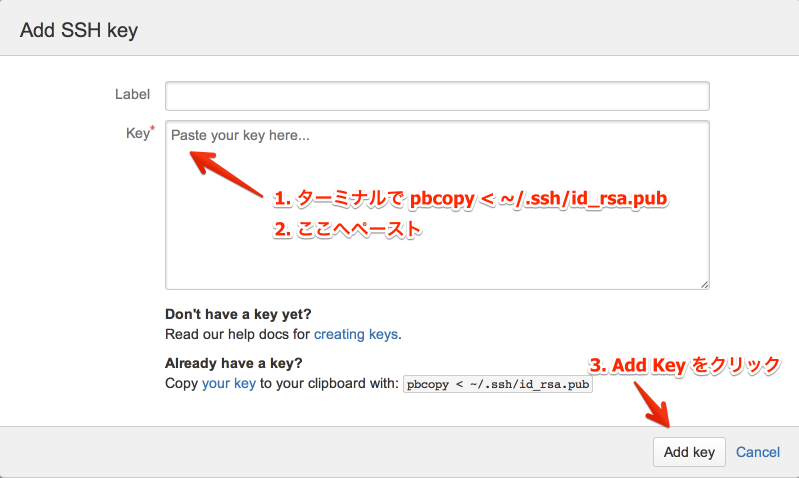 Add SSH key
Label
Key*
Paste your key here...
1. ターミナルで pbcopy < ~/.ssh/id_rsa.pub
2. ここへペースト
Don't have a key yet?
Read our help docs for creating keys.
Already have a key?
Copy your key to your clipboard with: pbcopy < ~/.ssh/id_rsa.pub
3. Add Key をクリック
Add key Cancel